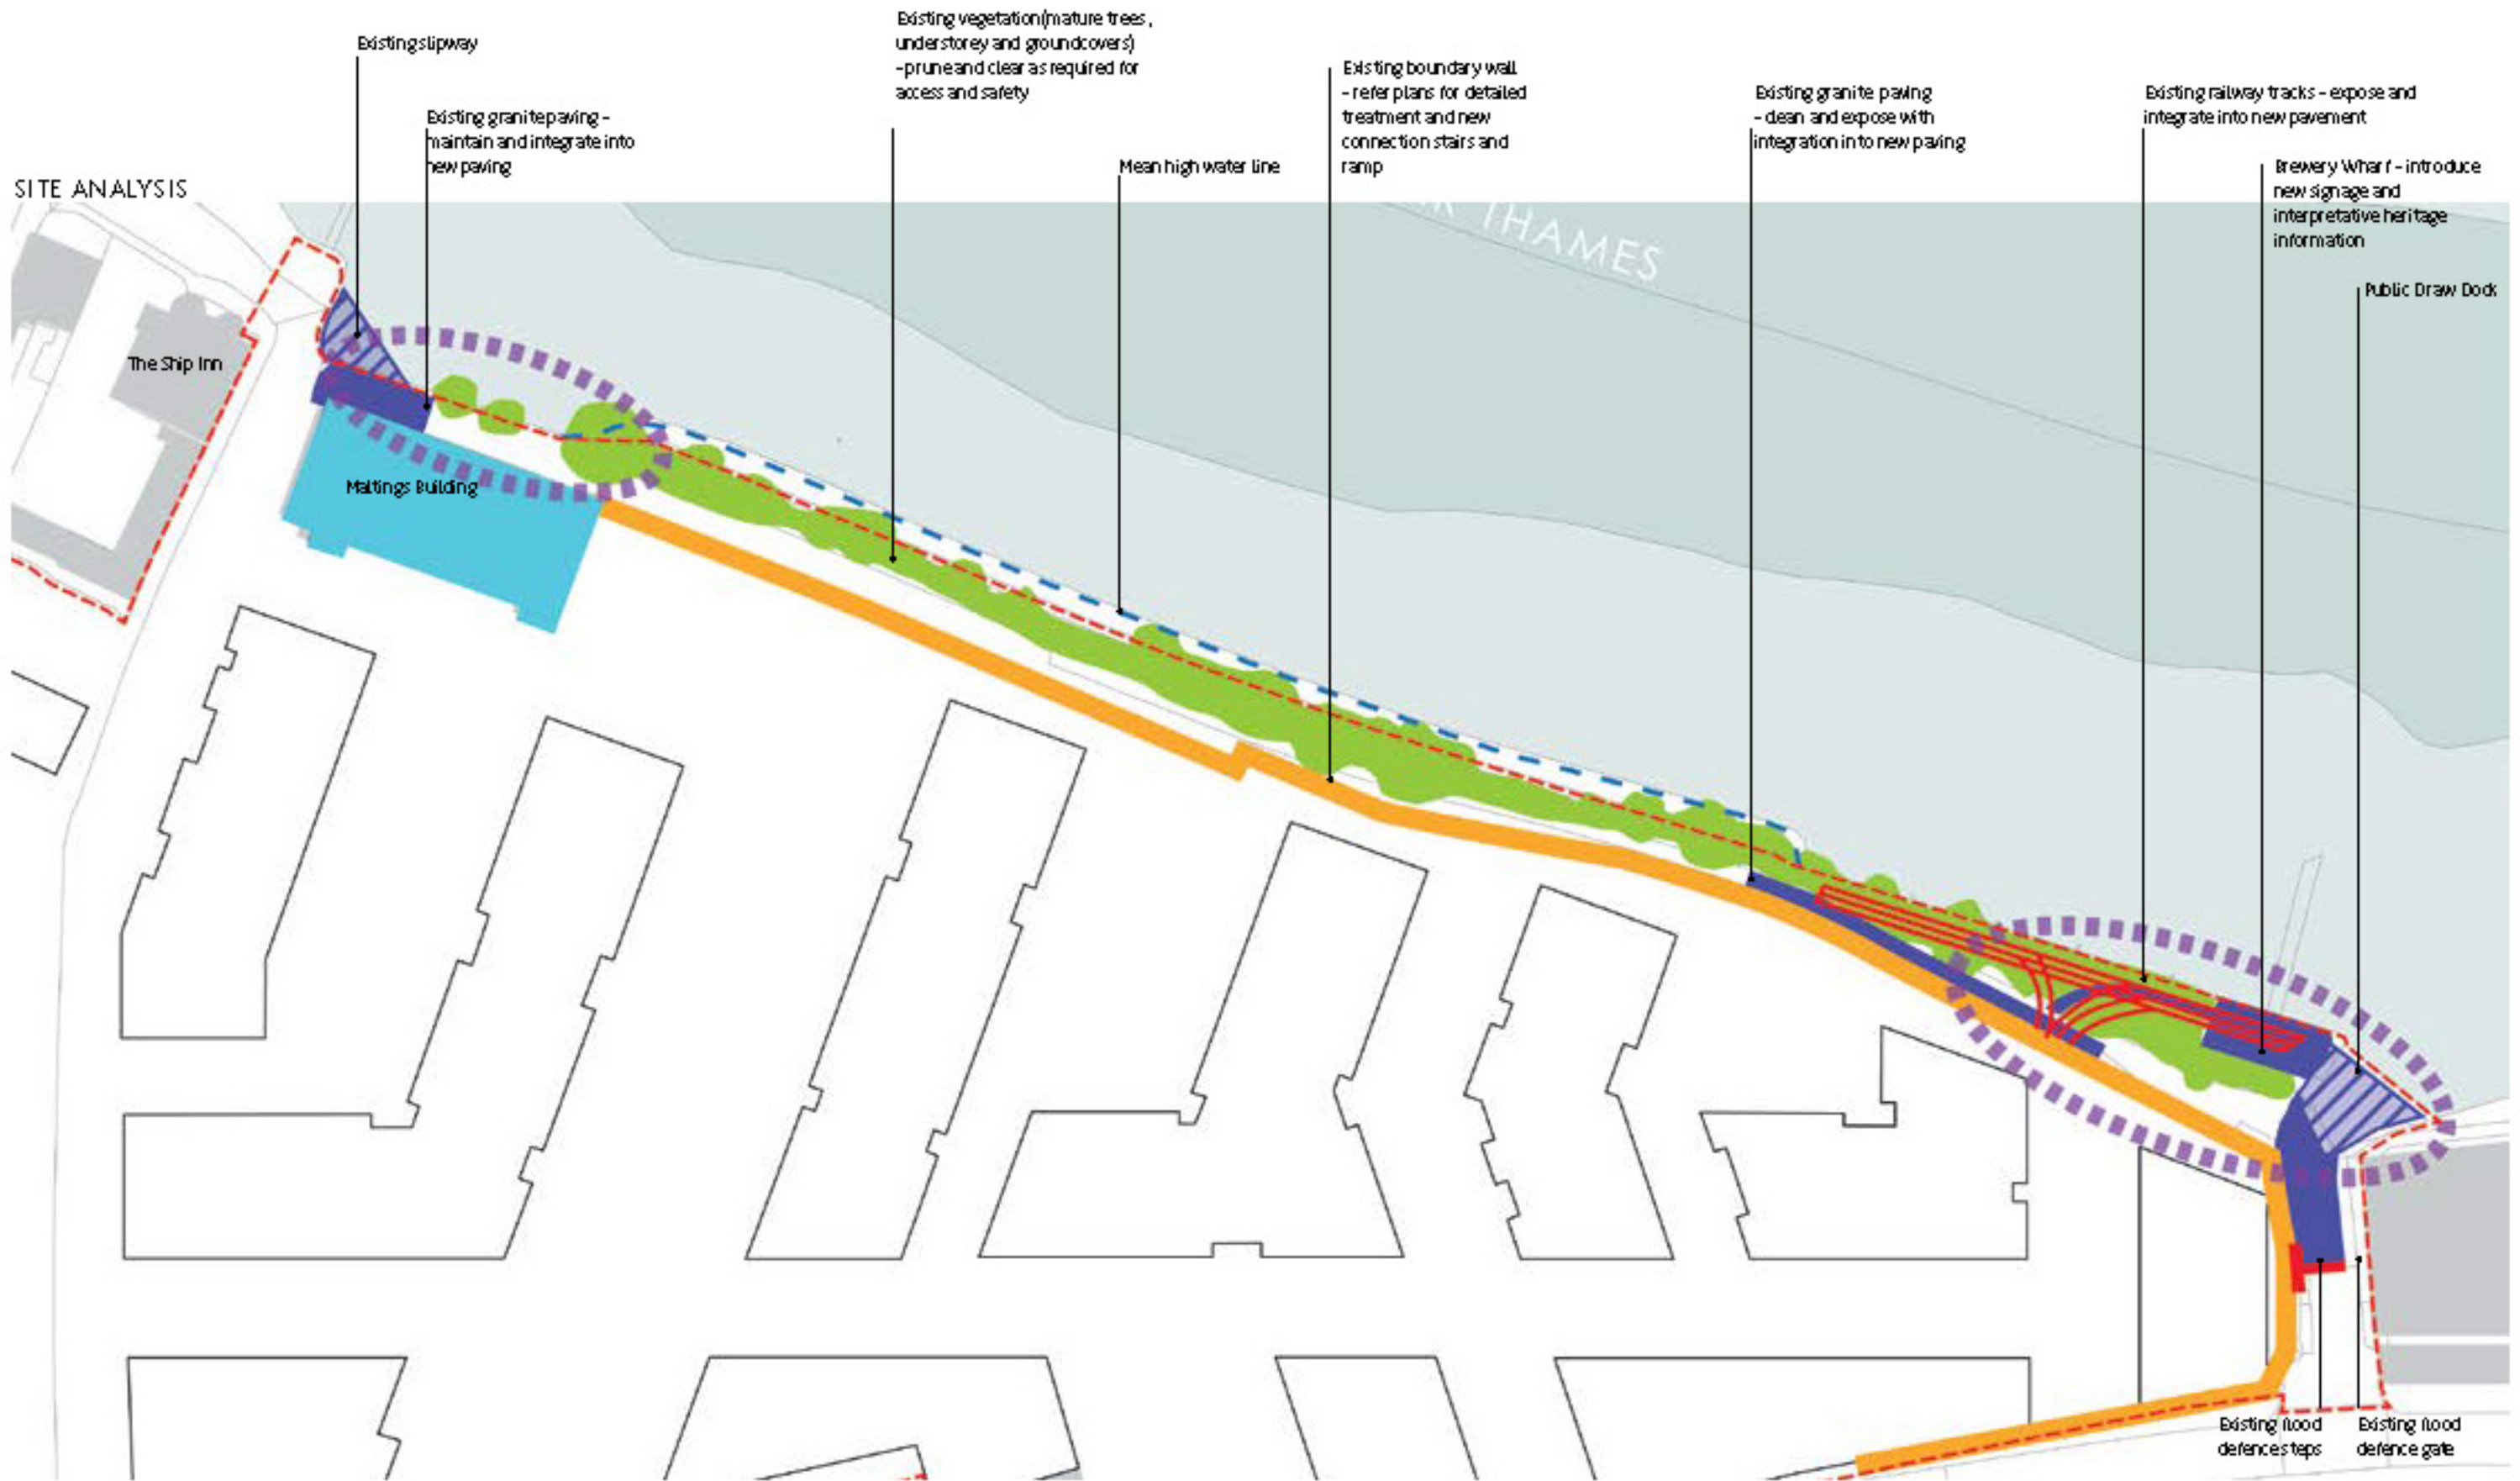 Existing vegetation(mature trees,
understorey and groundcovers)
-prune and clear as required for
access and safety
Existing slipway
Existing boundary wall
- refer plans for detailed
treatment and new
connection stairs and
ramp
Existing granite paving
- clean and expose with
integration into new paving
Existing railway tracks - expose and
integrate into new pavement
Existing granite paving -
maintain and integrate into
new paving
Mean high water line
Brewery Wharf - introduce
new signage and
interpretative heritage
information
SITE ANALYSIS
THAMES
Public Draw Dock
The Ship Inn
Maltings Building
Existing flood
defence steps
Existing flood
defence gate